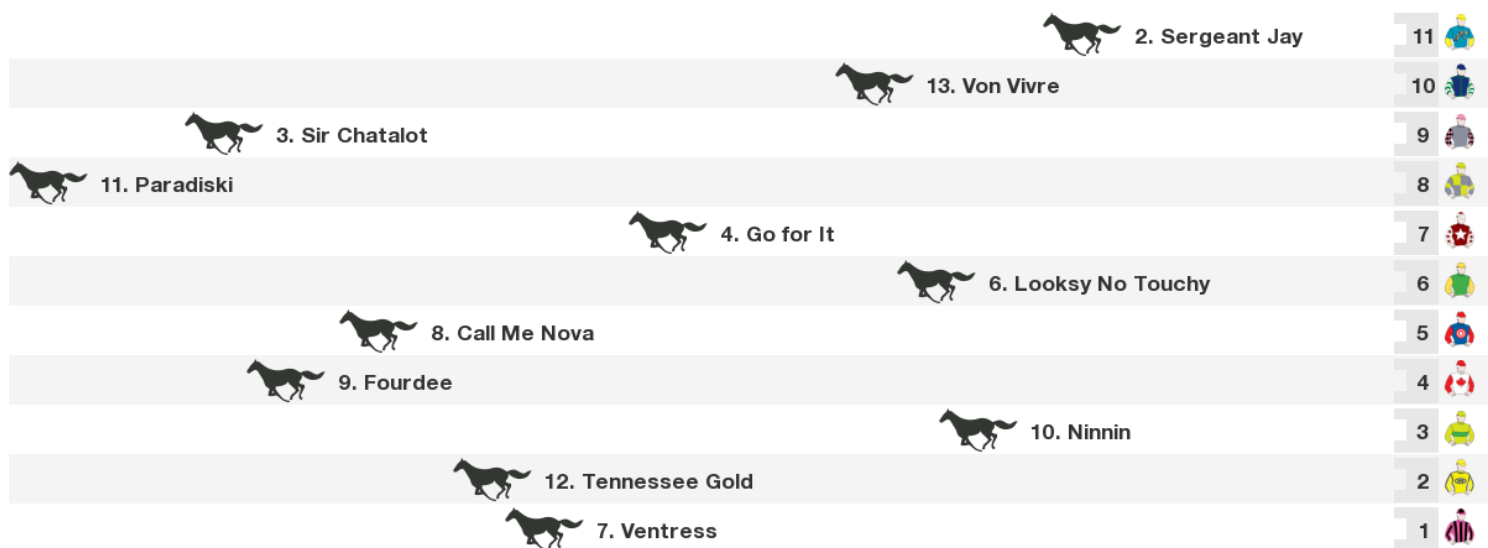 2. Sergeant Jay 11
13. Von Vivre 10
3. Sir Chatalot 9
11. Paradiski 8
4. Go for It 7
6. Looksy No Touchy 6
8. Call Me Nova 5
9. Fourdee 4
10. Ninnin 3
12. Tennessee Gold 2
7. Ventress 1